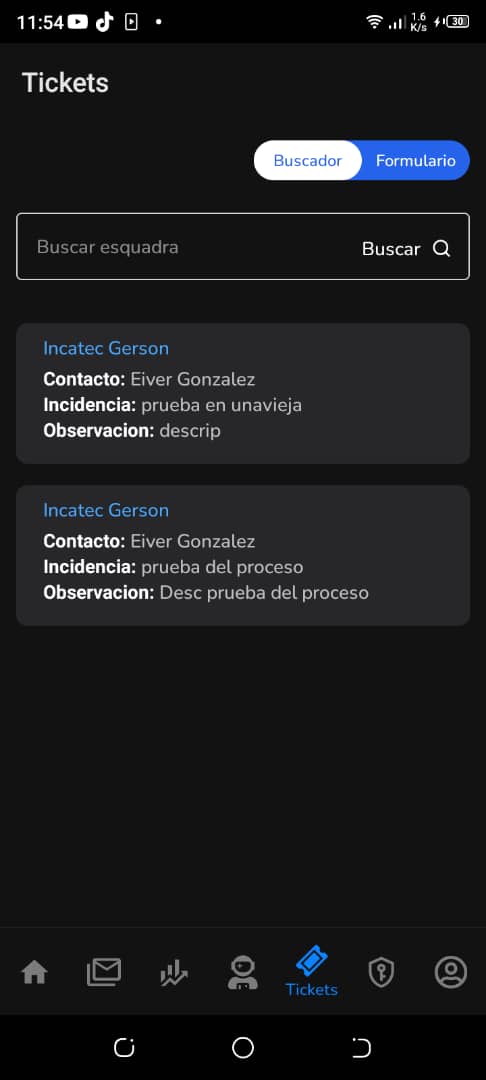 11:54
1.6
K/s
30
Tickets
Buscador
Formulario
Buscar esquadra
Buscar
Incatec Gerson
Contacto: Eiver Gonzalez
Incidencia: prueba en unavieja
Observacion: descrip
Incatec Gerson
Contacto: Eiver Gonzalez
Incidencia: prueba del proceso
Observacion: Desc prueba del proceso
Tickets